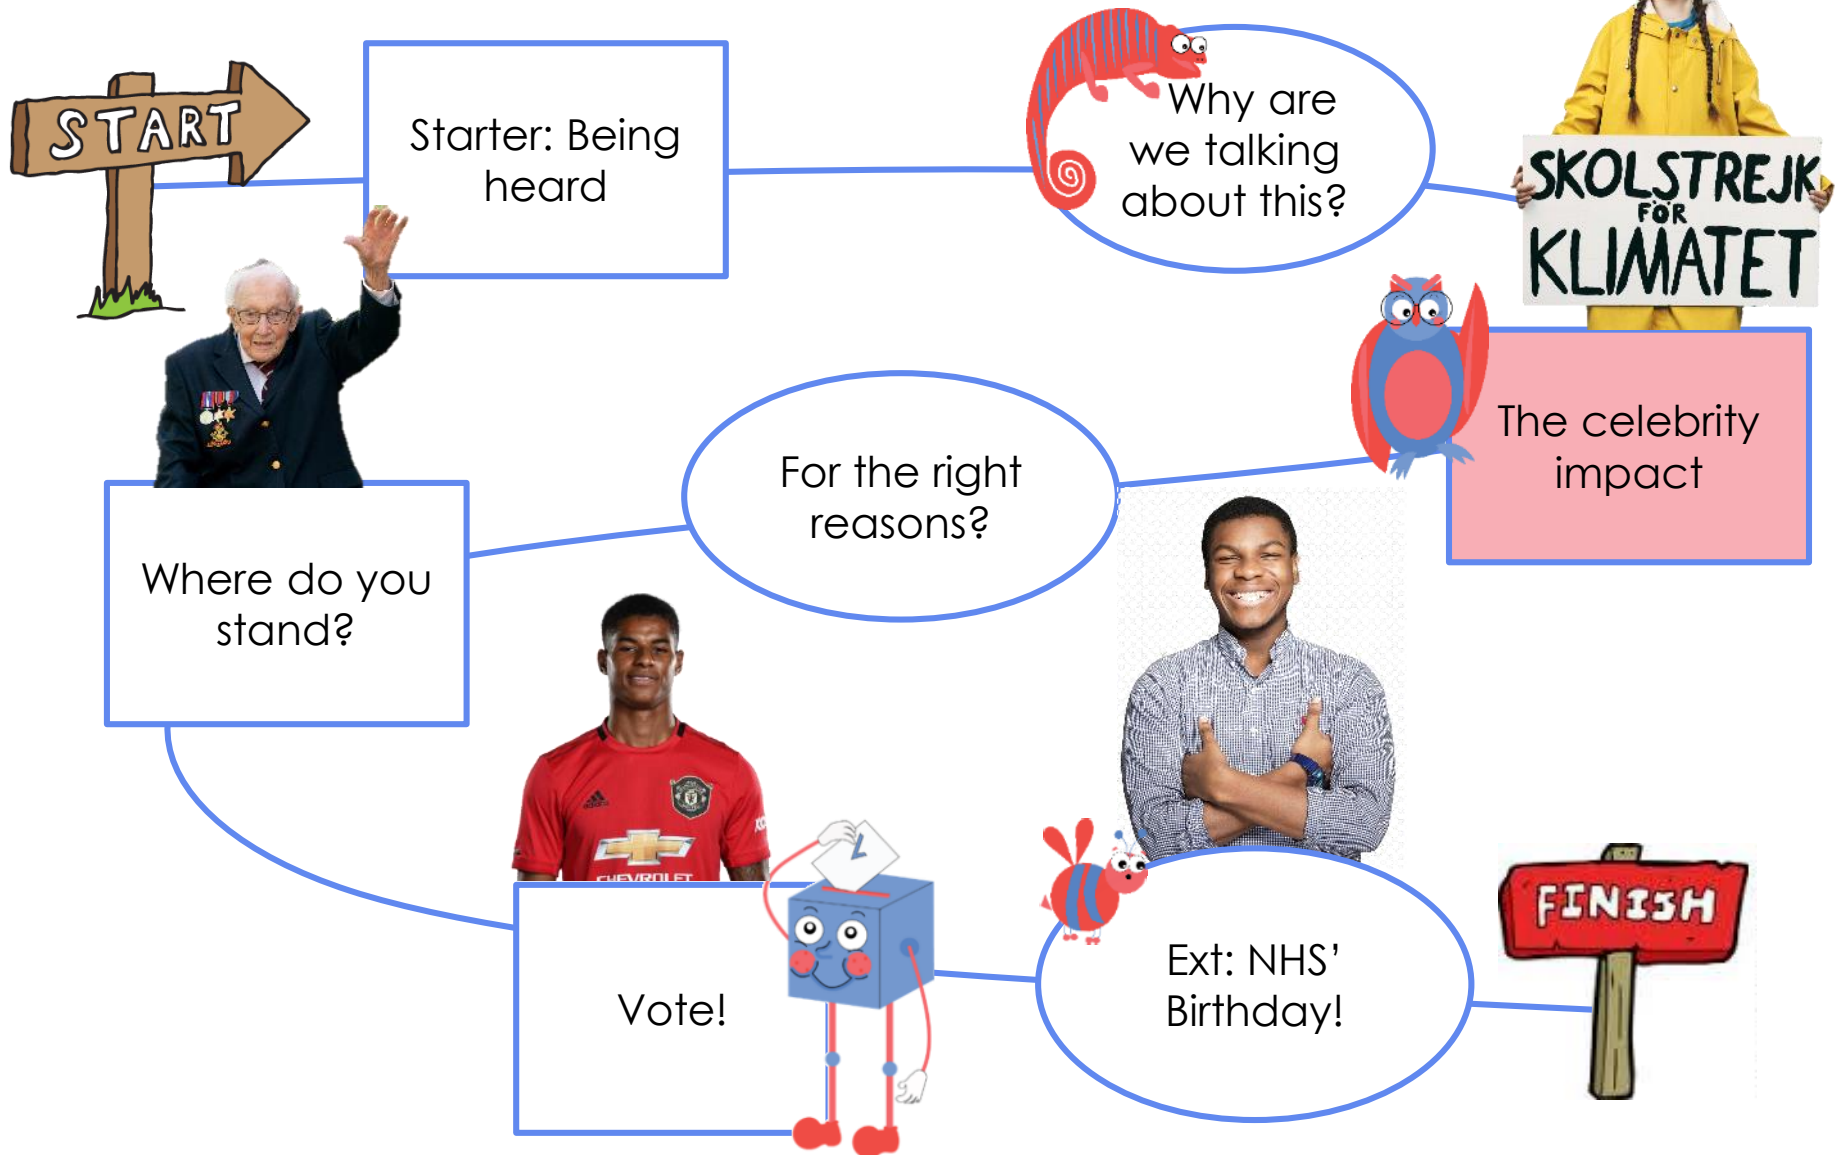 START
Starter: Being
heard
Why are
we talking
about this?
SKOLSTREJK
FÖR
KLIMATET
The celebrity
impact
For the right
reasons?
Where do you
stand?
adidas
CHEVROLET
Vote!
Ext: NHS’
Birthday!
FINISH